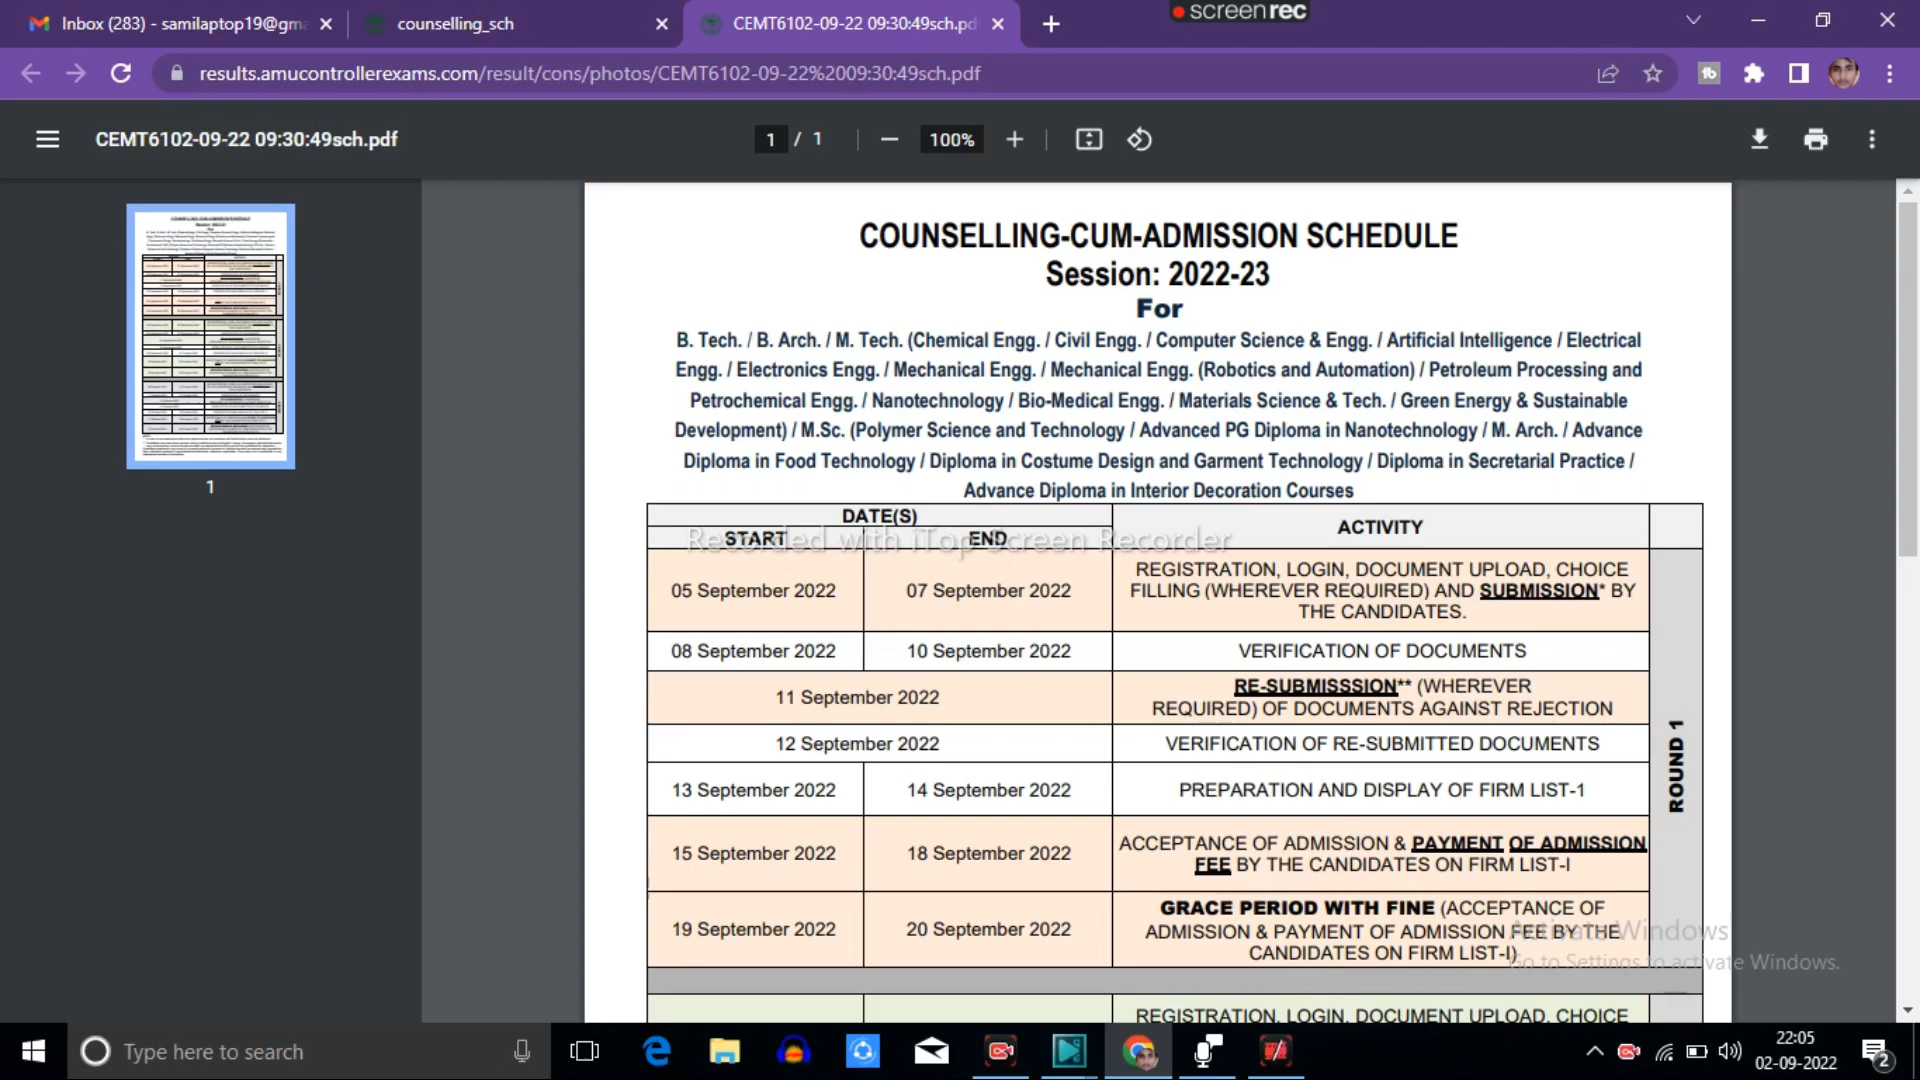 screenrec
Inbox (283) - samilaptop19@gm
counselling_sch
CEMT6102-09-22 09:30:49sch.pd
results.amucontrollerexams.com/result/cons/photos/CEMT6102-09-22%2009:30:49sch.pdf
CEMT6102-09-22 09:30:49sch.pdf
1 / 1
100%
1
COUNSELLING-CUM-ADMISSION SCHEDULE
Session: 2022-23
For
B. Tech. / B. Arch. / M. Tech. (Chemical Engg. / Civil Engg. / Computer Science & Engg. / Artificial Intelligence / Electrical
Engg. / Electronics Engg. / Mechanical Engg. / Mechanical Engg. (Robotics and Automation) / Petroleum Processing and
Petrochemical Engg. / Nanotechnology / Bio-Medical Engg. / Materials Science & Tech. / Green Energy & Sustainable
Development) / M.Sc. (Polymer Science and Technology / Advanced PG Diploma in Nanotechnology / M. Arch. / Advance
Diploma in Food Technology / Diploma in Costume Design and Garment Technology / Diploma in Secretarial Practice /
Advance Diploma in Interior Decoration Courses
DATE(S)
START END
ACTIVITY
Recorded with iTop Screen Recorder
05 September 2022
07 September 2022
REGISTRATION, LOGIN, DOCUMENT UPLOAD, CHOICE
FILLING (WHEREVER REQUIRED) AND SUBMISSION* BY
THE CANDIDATES.
08 September 2022
10 September 2022
VERIFICATION OF DOCUMENTS
11 September 2022
RE-SUBMISSSION** (WHEREVER
REQUIRED) OF DOCUMENTS AGAINST REJECTION
12 September 2022
VERIFICATION OF RE-SUBMITTED DOCUMENTS
13 September 2022
14 September 2022
PREPARATION AND DISPLAY OF FIRM LIST-1
15 September 2022
18 September 2022
ACCEPTANCE OF ADMISSION & PAYMENT OF ADMISSION
FEE BY THE CANDIDATES ON FIRM LIST-I
19 September 2022
20 September 2022
GRACE PERIOD WITH FINE (ACCEPTANCE OF
ADMISSION & PAYMENT OF ADMISSION FEE BY THE
CANDIDATES ON FIRM LIST-I)
ROUND 1
REGISTRATION, LOGIN, DOCUMENT UPLOAD, CHOICE
Activate Windows
Go to Settings to activate Windows.
Type here to search
22:05
02-09-2022
2